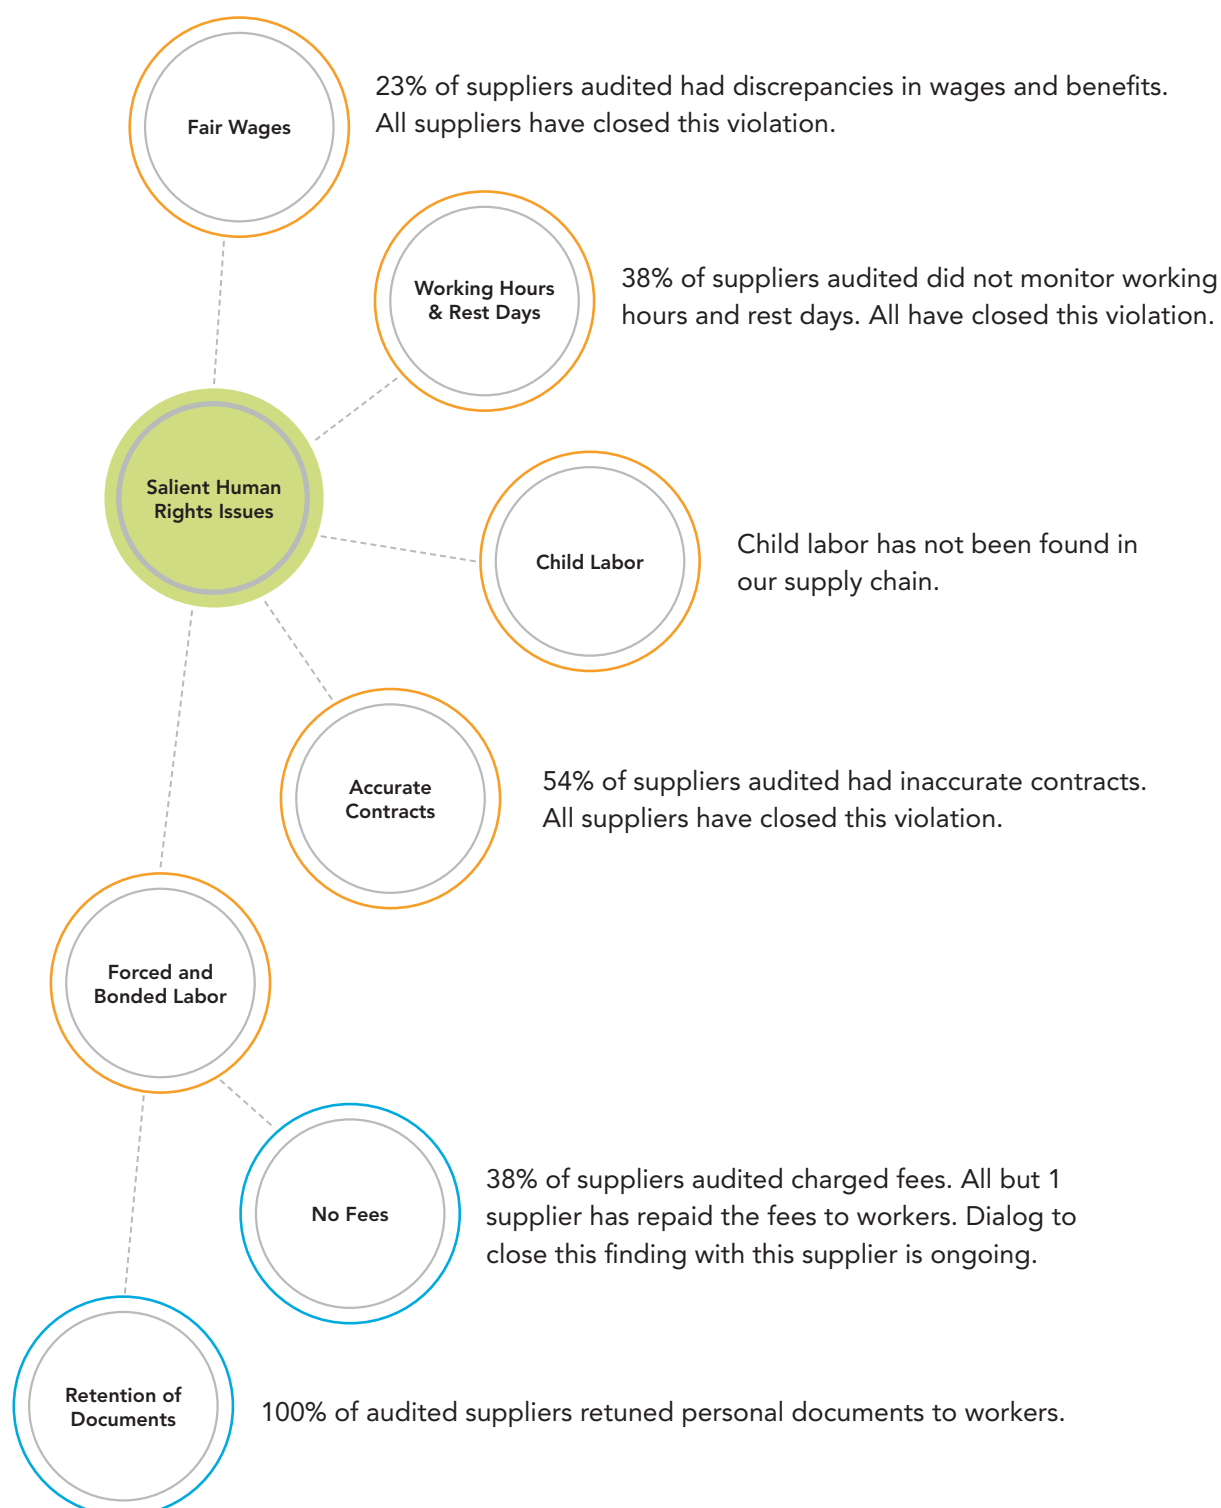 Fair Wages
23% of suppliers audited had discrepancies in wages and benefits.
All suppliers have closed this violation.
Working Hours
& Rest Days
38% of suppliers audited did not monitor working
hours and rest days. All have closed this violation.
Salient Human
Rights Issues
Child Labor
Child labor has not been found in
our supply chain.
Accurate
Contracts
54% of suppliers audited had inaccurate contracts.
All suppliers have closed this violation.
Forced and
Bonded Labor
No Fees
38% of suppliers audited charged fees. All but 1
supplier has repaid the fees to workers. Dialog to
close this finding with this supplier is ongoing.
Retention of
Documents
100% of audited suppliers retuned personal documents to workers.